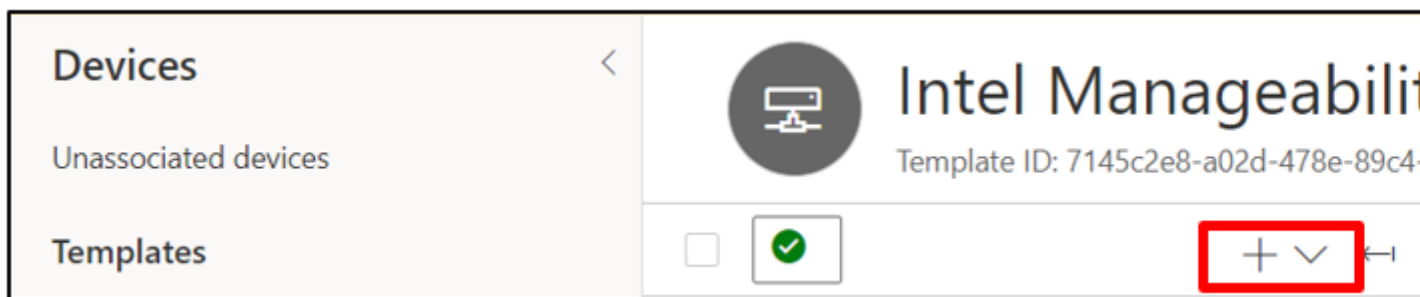 Devices
Unassociated devices
Templates
Intel Manageabilit
Template ID: 7145c2e8-a02d-478e-89c4-